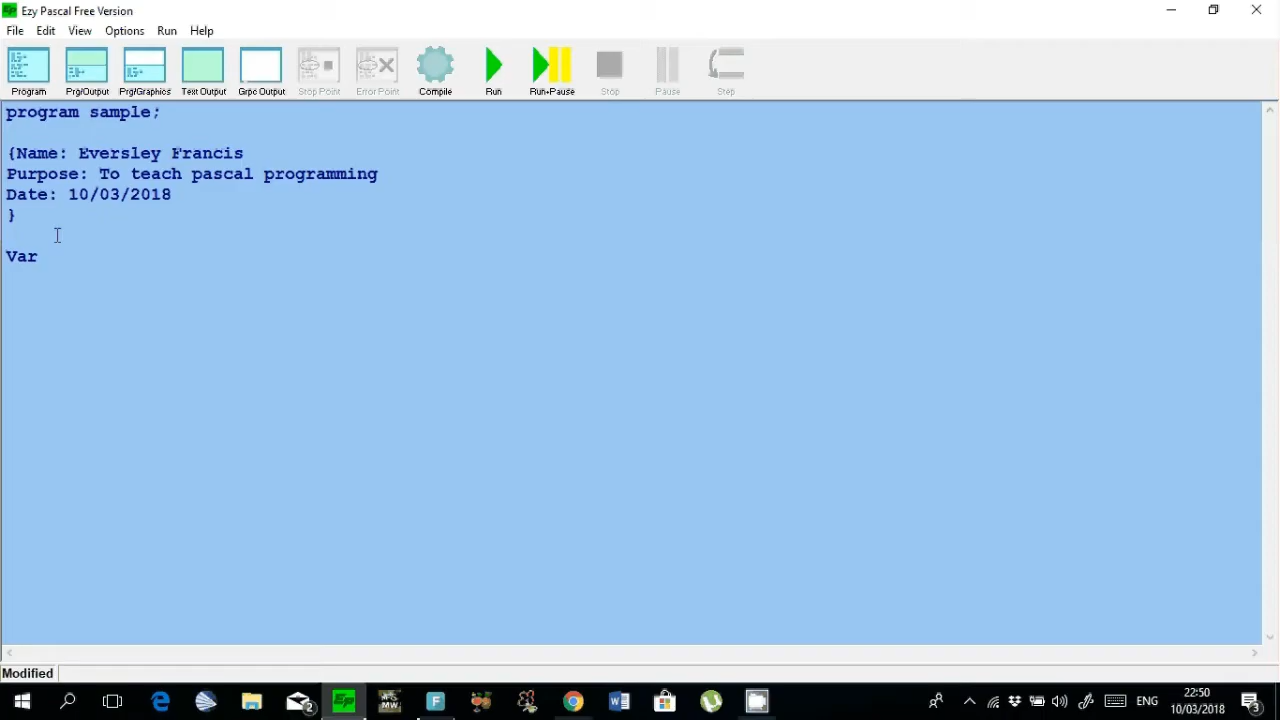 Ezy Pascal Free Version
File Edit View Options Run Help
Program Prg/Output Prg/Graphics Text Output Grpc Output Stop Point Error Point Compile Run Run+Pause Stop Pause Step
program sample;
{Name: Eversley Francis
Purpose: To teach pascal programming
Date: 10/03/2018
}
Var
Modified
22:50
ENG
10/03/2018